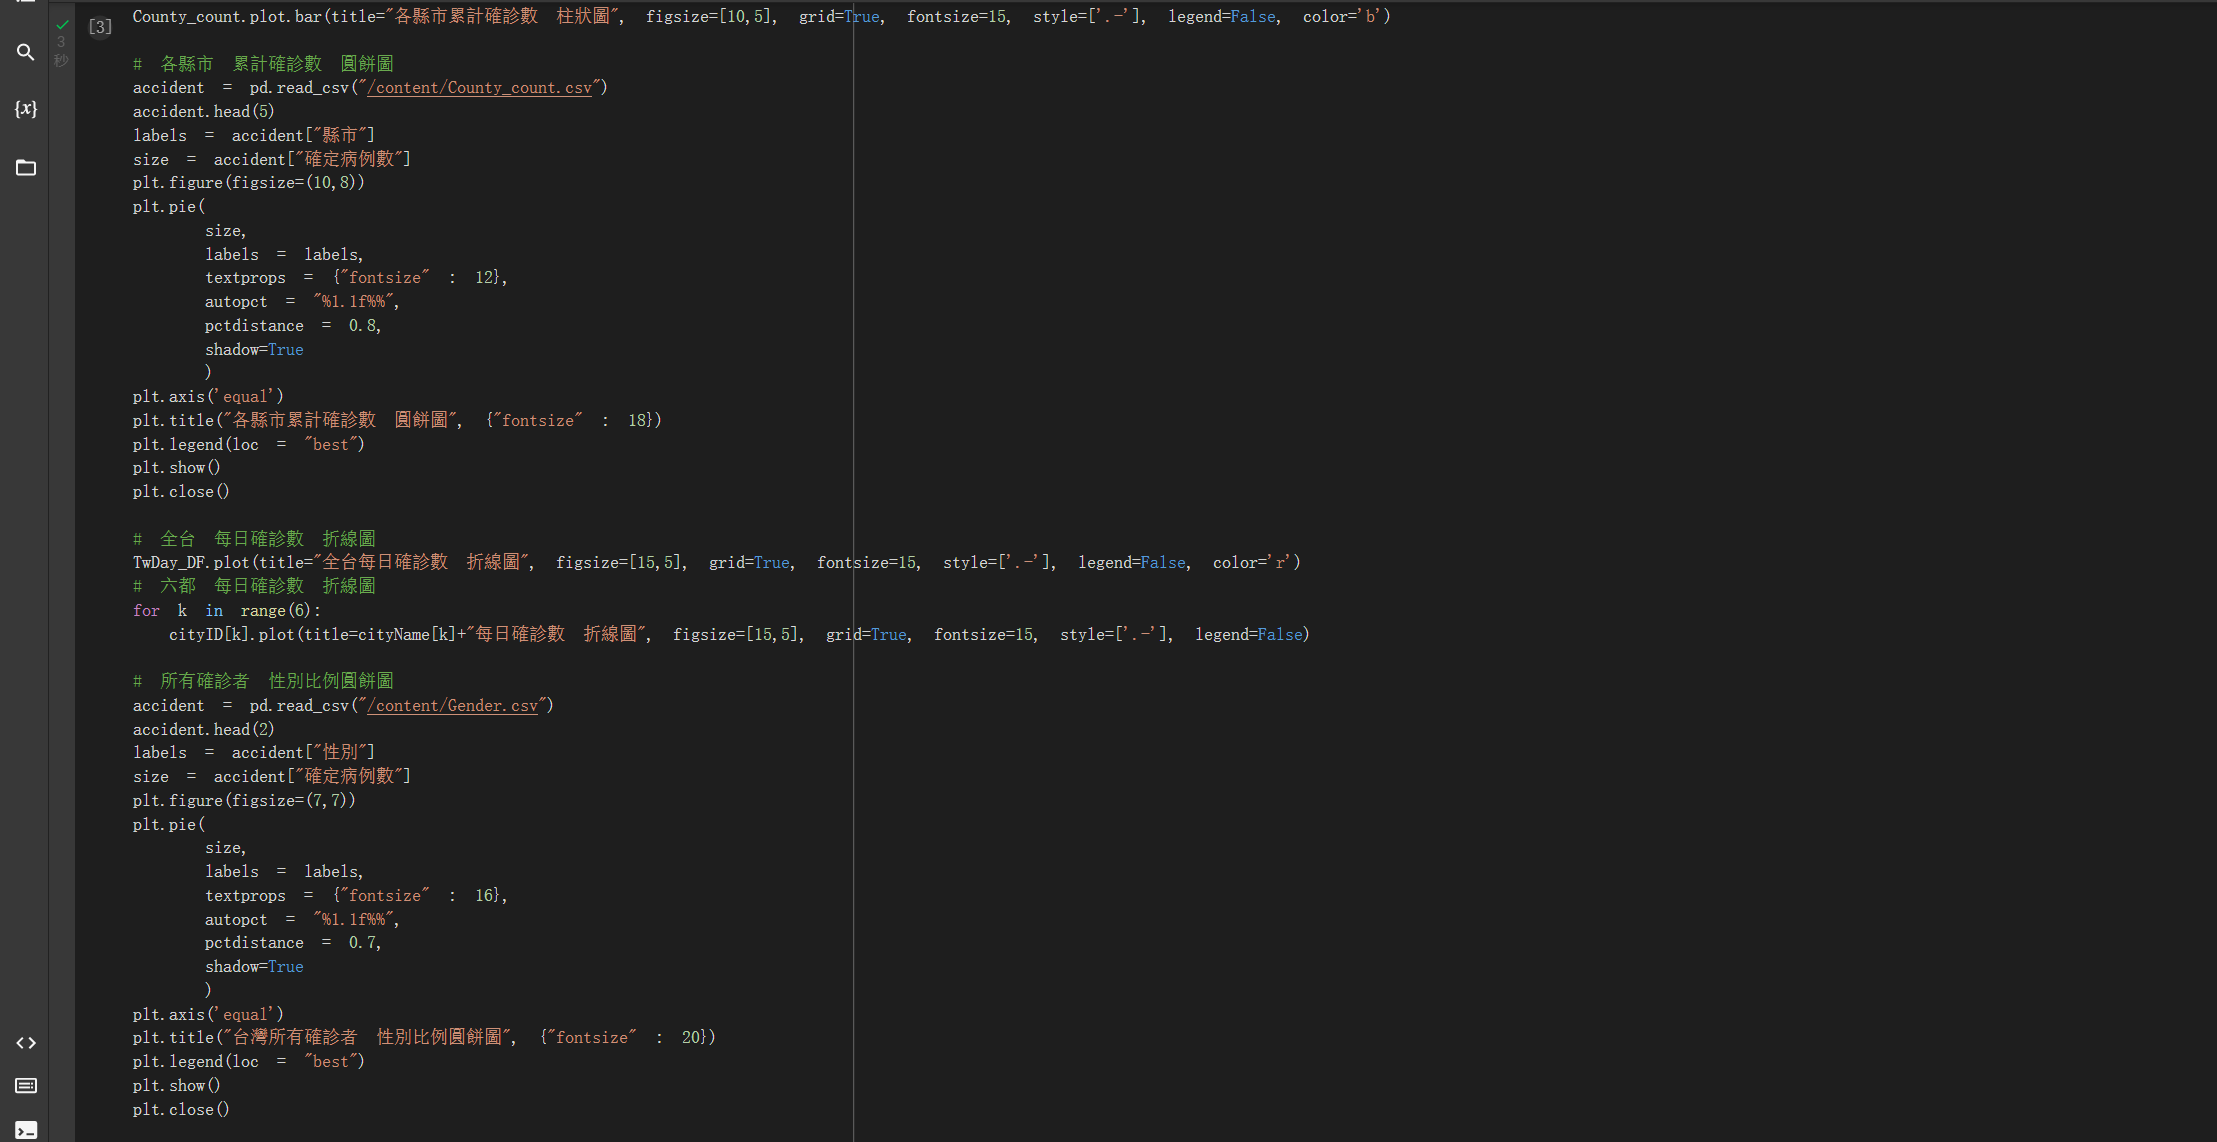 [3]
3
秒
{x}
County_count.plot.bar(title="各縣市累計確診數 柱狀圖", figsize=[10,5], grid=True, fontsize=15, style=['.-'], legend=False, color='b')
# 各縣市 累計確診數 圓餅圖
accident = pd.read_csv("/content/County_count.csv")
accident.head(5)
labels = accident["縣市"]
size = accident["確定病例數"]
plt.figure(figsize=(10,8))
plt.pie(
size,
labels = labels,
textprops = {"fontsize" : 12},
autopct = "%1.1f%%",
pctdistance = 0.8,
shadow=True
)
plt.axis('equal')
plt.title("各縣市累計確診數 圓餅圖", {"fontsize" : 18})
plt.legend(loc = "best")
plt.show()
plt.close()
# 全台 每日確診數 折線圖
TwDay_DF.plot(title="全台每日確診數 折線圖", figsize=[15,5], grid=True, fontsize=15, style=['.-'], legend=False, color='r')
# 六都 每日確診數 折線圖
for k in range(6):
cityID[k].plot(title=cityName[k]+"每日確診數 折線圖", figsize=[15,5], grid=True, fontsize=15, style=['.-'], legend=False)
# 所有確診者 性別比例圓餅圖
accident = pd.read_csv("/content/Gender.csv")
accident.head(2)
labels = accident["性別"]
size = accident["確定病例數"]
plt.figure(figsize=(7,7))
plt.pie(
size,
labels = labels,
textprops = {"fontsize" : 16},
autopct = "%1.1f%%",
pctdistance = 0.7,
shadow=True
)
plt.axis('equal')
plt.title("台灣所有確診者 性別比例圓餅圖", {"fontsize" : 20})
plt.legend(loc = "best")
plt.show()
plt.close()